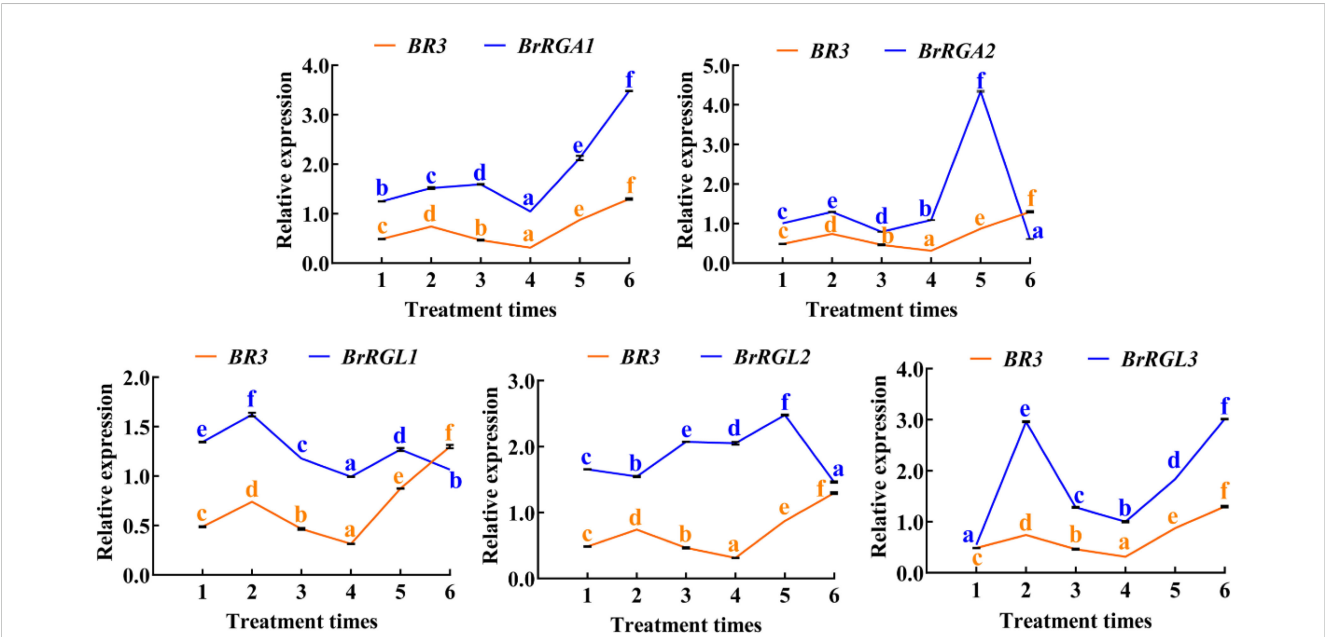 BR3 BrRGA1
Relative expression
4.0
3.0
2.0
1.0
0.0
b c d a e f
c d b a e f
1 2 3 4 5 6
Treatment times
BR3 BrRGA2
Relative expression
5.0
4.0
3.0
2.0
1.0
0.0
c e d b f a
c d b a e f
1 2 3 4 5 6
Treatment times
BR3 BrRGL1
Relative expression
2.0
1.5
1.0
0.5
0.0
e f c a d b
c d b a e f
1 2 3 4 5 6
Treatment times
BR3 BrRGL2
Relative expression
3.0
2.0
1.0
0.0
c b e d f a
c d b a e f
1 2 3 4 5 6
Treatment times
BR3 BrRGL3
Relative expression
4.0
3.0
2.0
1.0
0.0
a e c b d f
c d b a e f
1 2 3 4 5 6
Treatment times